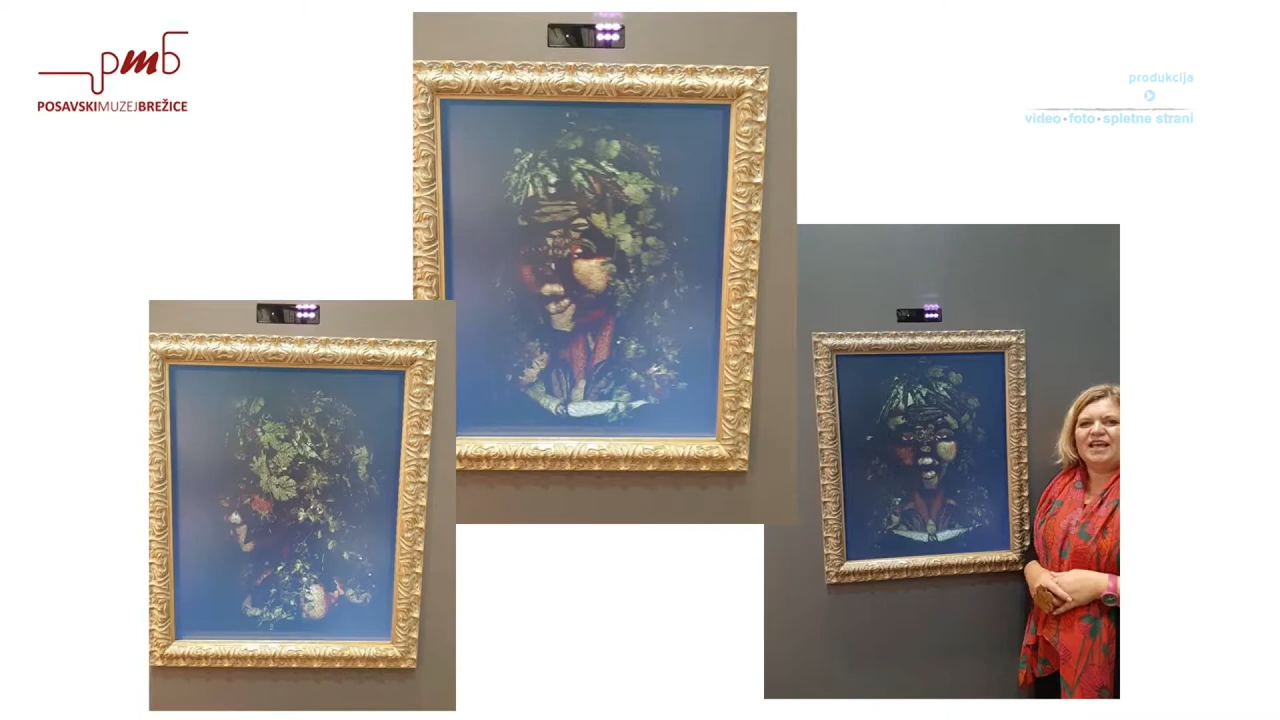 pmb
POSAVSKIMUZEJBREŽICE
produkcija
video•foto•spletne strani